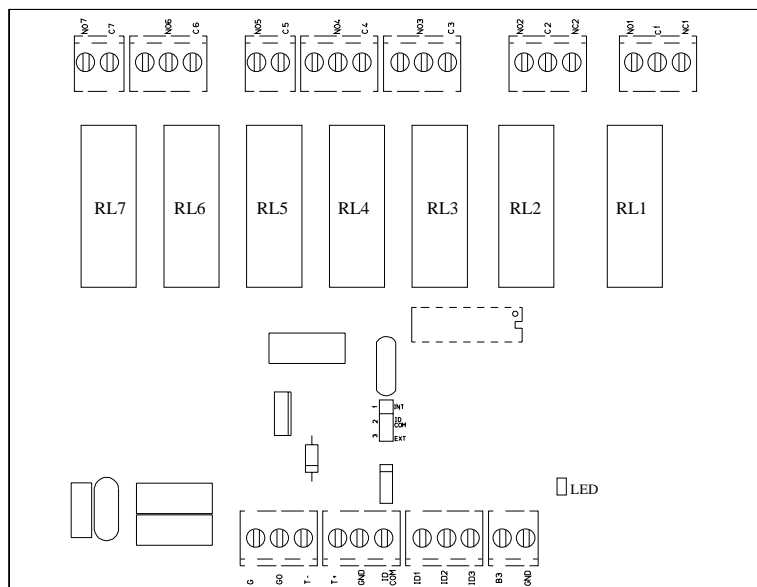 NO7 C7 NO6 C6 NO5 C5 NO4 C4 NO3 C3 NO2 C2 NC2 NO1 C1 NC1
RL7 RL6 RL5 RL4 RL3 RL2 RL1
1 INT
2 ID COM
3 EXT
LED
G G0 T- T+ GND ID COM ID1 ID2 ID3 B3 GND